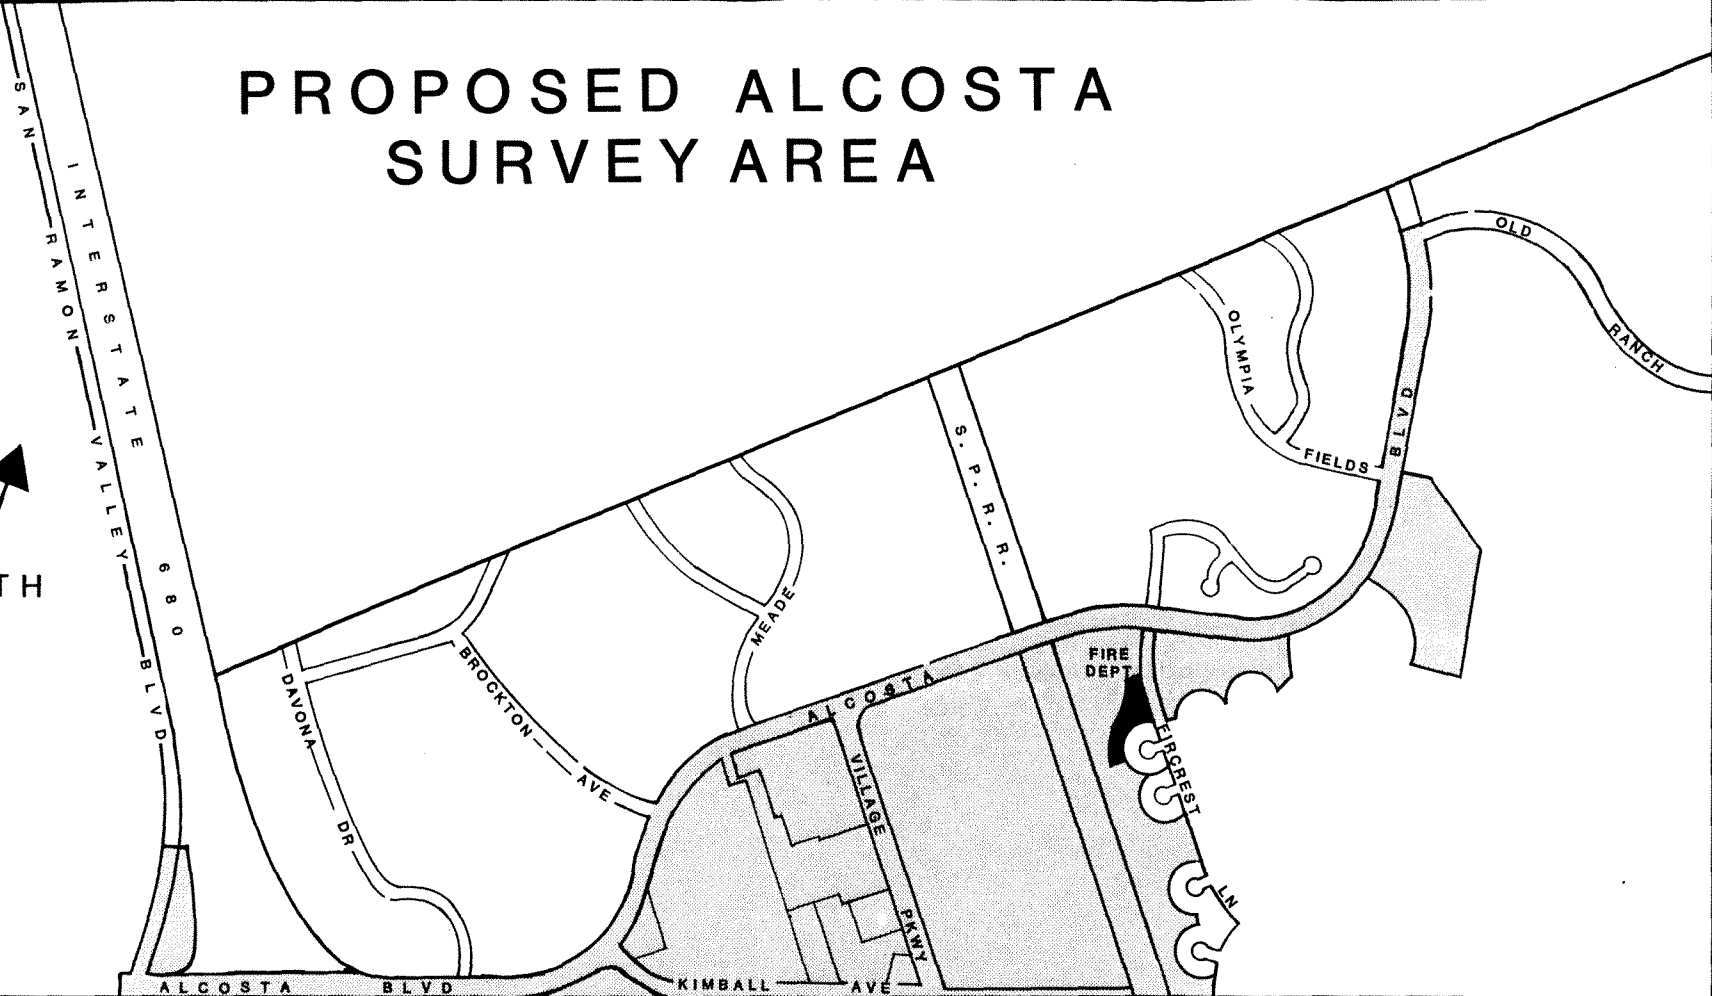 PROPOSED ALCOSTA
SURVEY AREA
SAN RAMON VALLEY BLVD
INTERSTATE 680
TH
OLD RANCH
OLYMPIA
FIELDS
BLVD
S. P. R. R.
MEADE
BROCKTON AVE
DAVONA DR
ALCOSTA
FIRE
DEPT
FIRCREST LN
VILLAGE PKWY
KIMBALL AVE
ALCOSTA BLVD